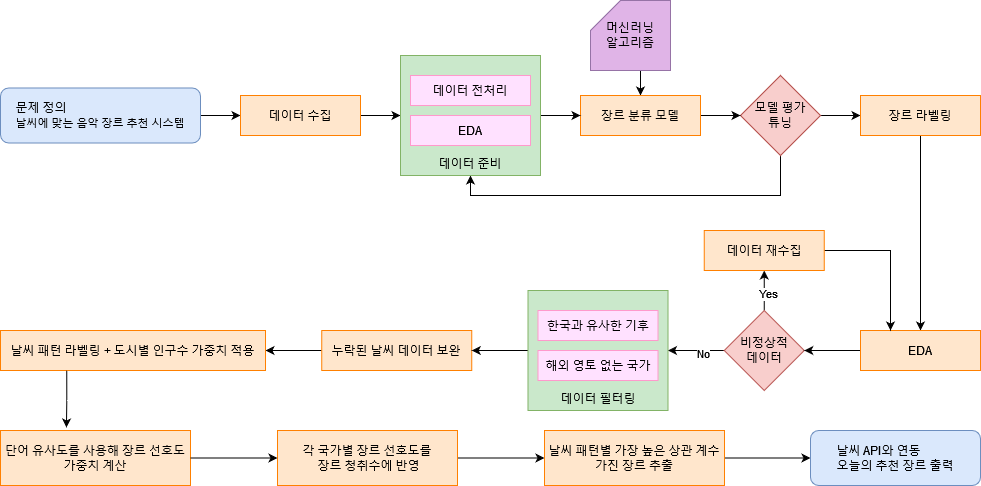 머신러닝
알고리즘
문제 정의
날씨에 맞는 음악 장르 추천 시스템
데이터 수집
데이터 전처리
EDA
데이터 준비
장르 분류 모델
모델 평가
튜닝
장르 라벨링
데이터 재수집
Yes
EDA
비정상적
데이터
No
한국과 유사한 기후
해외 영토 없는 국가
데이터 필터링
누락된 날씨 데이터 보완
날씨 패턴 라벨링 + 도시별 인구수 가중치 적용
단어 유사도를 사용해 장르 선호도
가중치 계산
각 국가별 장르 선호도를
장르 청취수에 반영
날씨 패턴별 가장 높은 상관 계수
가진 장르 추출
날씨 API와 연동
오늘의 추천 장르 출력